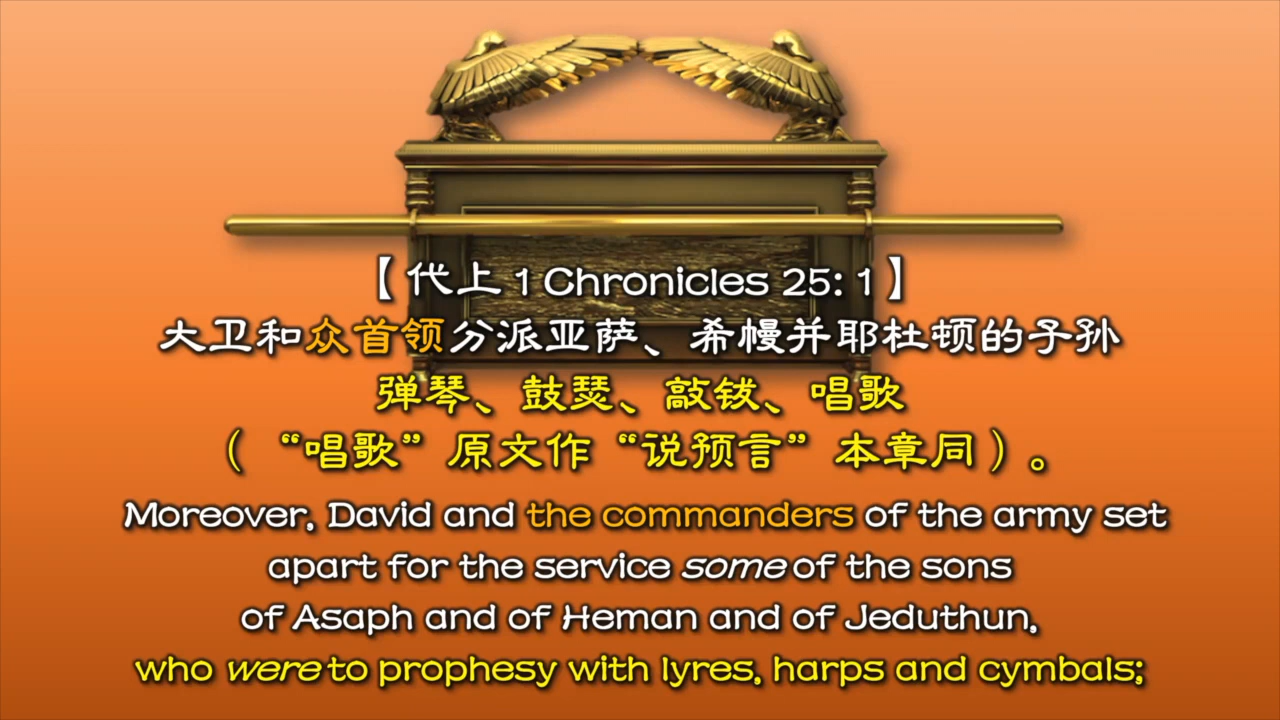 【代上 1 Chronicles 25: 1】
大卫和众首领分派亚萨、希幔并耶杜顿的子孙
弹琴、鼓瑟、敲钹、唱歌
（“唱歌”原文作“说预言”本章同）。
Moreover, David and the commanders of the army set
apart for the service some of the sons
of Asaph and of Heman and of Jeduthun,
who were to prophesy with lyres, harps and cymbals;